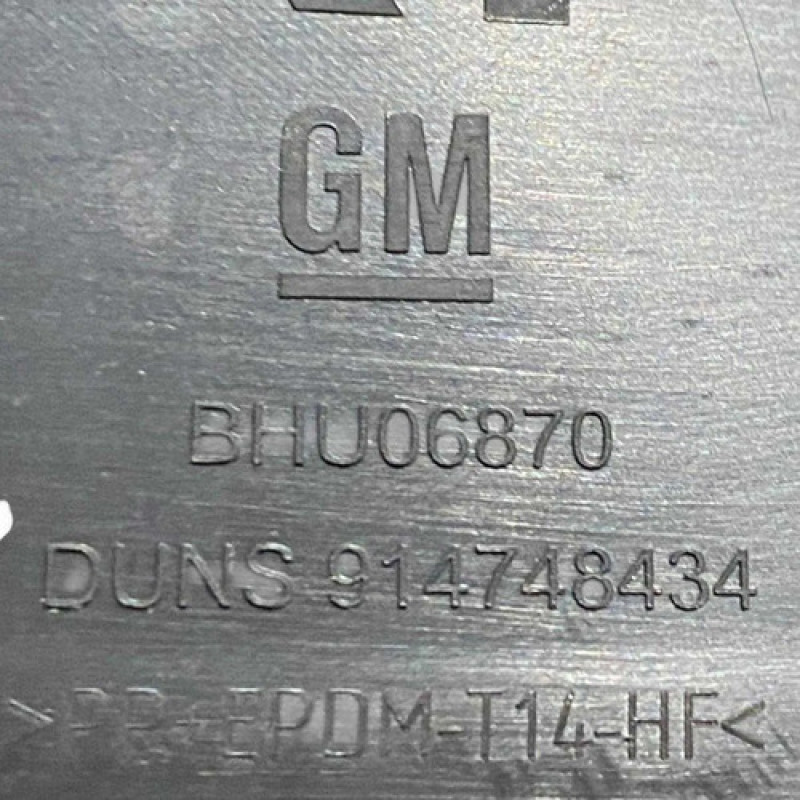 GM
BHU06870
DUNS 914748434
>PP+EPDM-T14-HF<